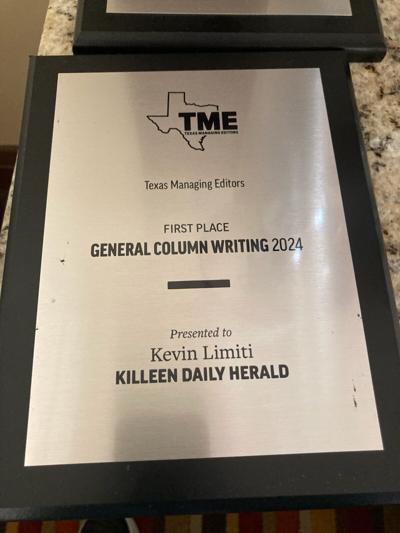 TME
TEXAS MANAGING EDITORS
Texas Managing Editors
FIRST PLACE
GENERAL COLUMN WRITING 2024
Presented to
Kevin Limiti
KILLEEN DAILY HERALD